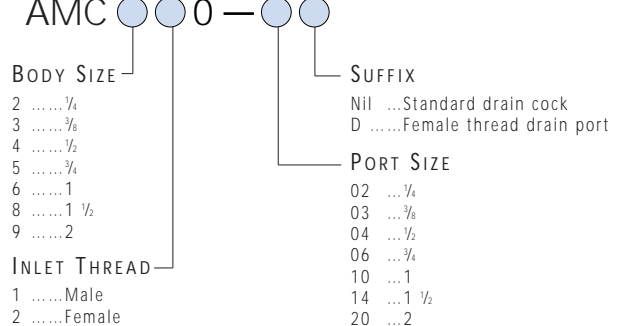 AMC 0 —
BODY SIZE
2 ...... 1/4
3 ...... 3/8
4 ...... 1/2
5 ...... 3/4
6 ...... 1
8 ...... 1 1/2
9 ...... 2
INLET THREAD
1 ...... Male
2 ...... Female
SUFFIX
Nil ... Standard drain cock
D ...... Female thread drain port
PORT SIZE
02 ... 1/4
03 ... 3/8
04 ... 1/2
06 ... 3/4
10 ... 1
14 ... 1 1/2
20 ... 2